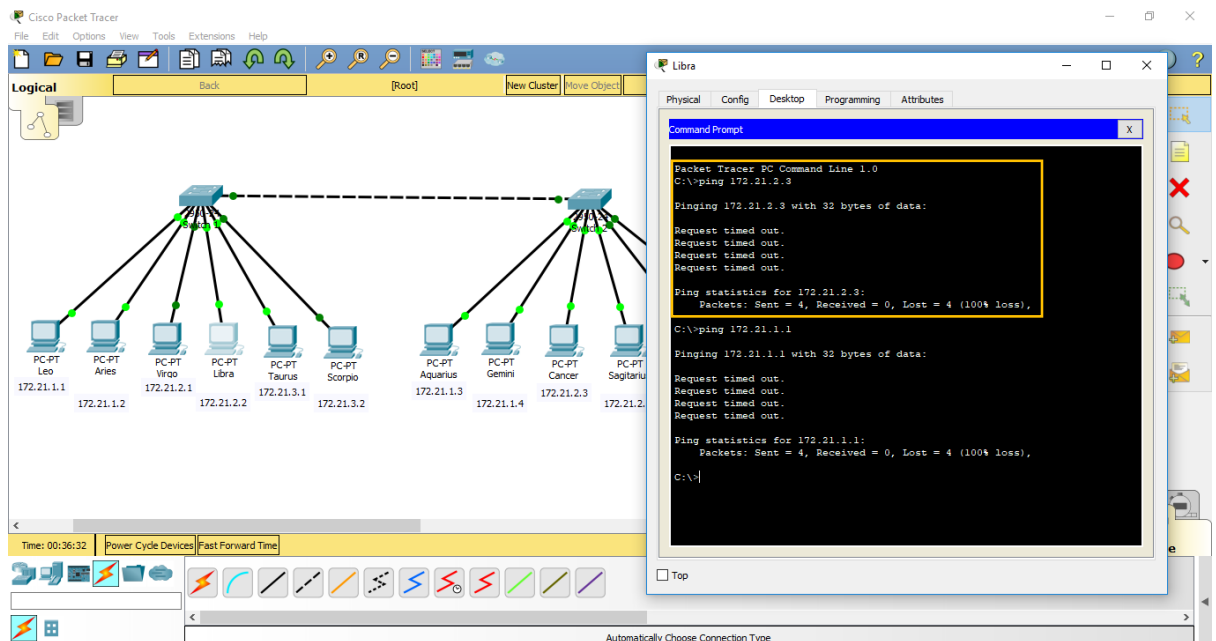 Cisco Packet Tracer
File Edit Options View Tools Extensions Help
Logical
Back
[Root]
New Cluster
Move Object
Switch 1
Switch 2
PC-PT
Leo
172.21.1.1
PC-PT
Aries
172.21.1.2
PC-PT
Virgo
172.21.2.1
PC-PT
Libra
172.21.2.2
PC-PT
Taurus
172.21.3.1
PC-PT
Scorpio
172.21.3.2
PC-PT
Aquarius
172.21.1.3
PC-PT
Gemini
172.21.1.4
PC-PT
Cancer
172.21.2.3
PC-PT
Sagitariu
172.21.2.
Time: 00:36:32
Power Cycle Devices
Fast Forward Time
Automatically Choose Connection Type
Libra
Physical Config Desktop Programming Attributes
Command Prompt
X
Packet Tracer PC Command Line 1.0
C:\>ping 172.21.2.3
Pinging 172.21.2.3 with 32 bytes of data:
Request timed out.
Request timed out.
Request timed out.
Request timed out.
Ping statistics for 172.21.2.3:
Packets: Sent = 4, Received = 0, Lost = 4 (100% loss),
C:\>ping 172.21.1.1
Pinging 172.21.1.1 with 32 bytes of data:
Request timed out.
Request timed out.
Request timed out.
Request timed out.
Ping statistics for 172.21.1.1:
Packets: Sent = 4, Received = 0, Lost = 4 (100% loss),
C:\>
Top